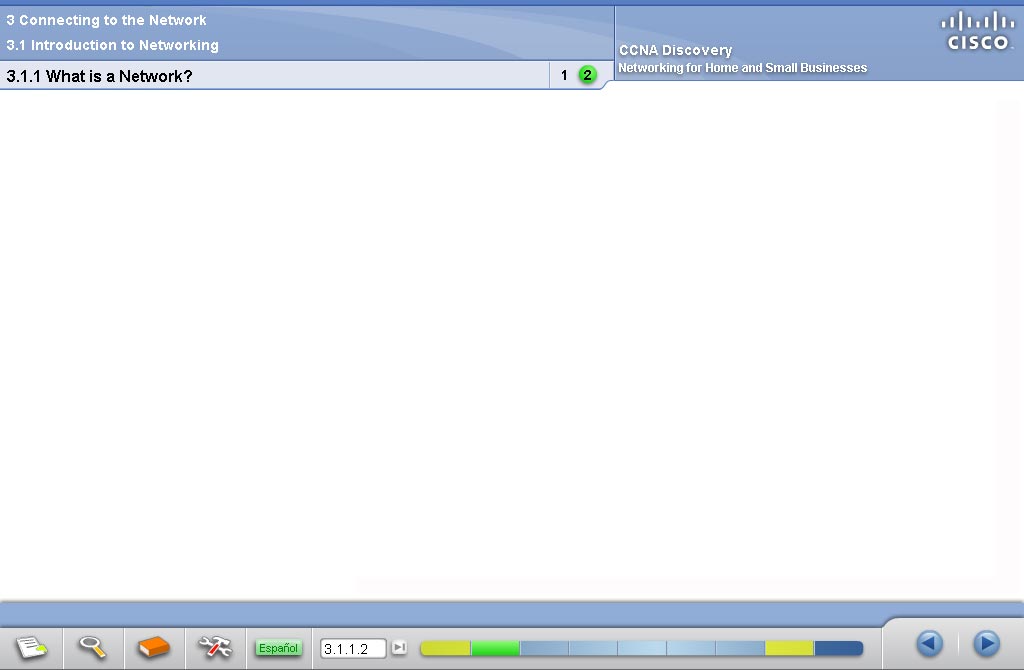 3 Connecting to the Network
3.1 Introduction to Networking
3.1.1 What is a Network?
1 2
CCNA Discovery
Networking for Home and Small Businesses
CISCO
Español
3.1.1.2